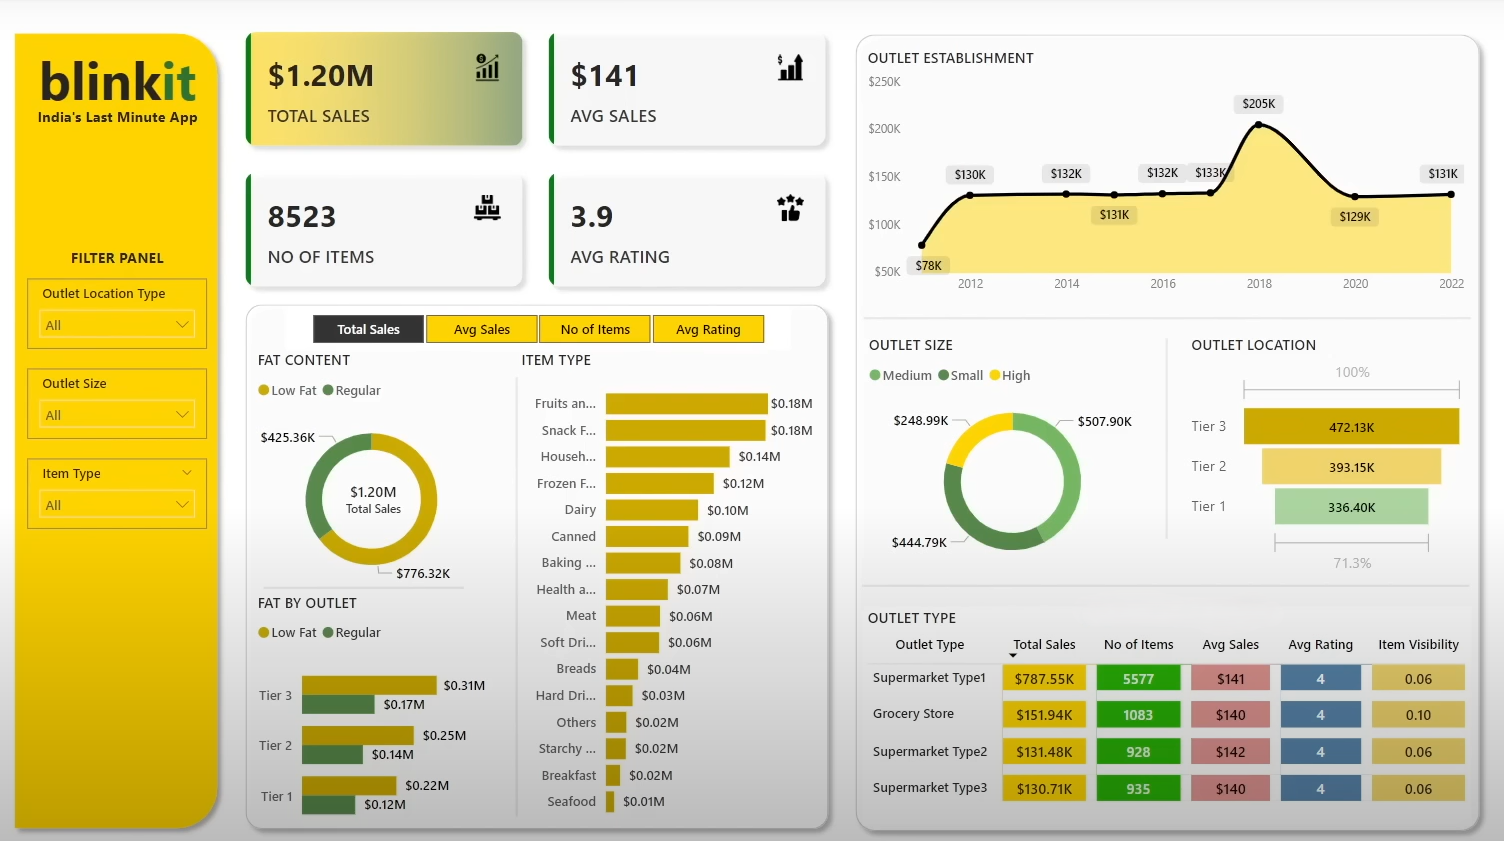 blinkit
India's Last Minute App
FILTER PANEL
Outlet Location Type
All
Outlet Size
All
Item Type
All
$1.20M
TOTAL SALES
$141
AVG SALES
8523
NO OF ITEMS
3.9
AVG RATING
Total Sales Avg Sales No of Items Avg Rating
FAT CONTENT
Low Fat Regular
$425.36K
$1.20M
Total Sales
$776.32K
FAT BY OUTLET
Low Fat Regular
Tier 3 $0.31M
$0.17M
Tier 2 $0.25M
$0.14M
Tier 1 $0.22M
$0.12M
ITEM TYPE
Fruits an... $0.18M
Snack F... $0.18M
Househ... $0.14M
Frozen F... $0.12M
Dairy $0.10M
Canned $0.09M
Baking ... $0.08M
Health a... $0.07M
Meat $0.06M
Soft Dri... $0.06M
Breads $0.04M
Hard Dri... $0.03M
Others $0.02M
Starchy ... $0.02M
Breakfast $0.02M
Seafood $0.01M
OUTLET ESTABLISHMENT
$250K
$200K
$150K
$100K
$50K
$78K
$130K
$132K
$131K
$132K
$133K
$205K
$129K
$131K
2012 2014 2016 2018 2020 2022
OUTLET SIZE
Medium Small High
$248.99K
$507.90K
$444.79K
OUTLET LOCATION
100%
Tier 3 472.13K
Tier 2 393.15K
Tier 1 336.40K
71.3%
OUTLET TYPE
Outlet Type Total Sales No of Items Avg Sales Avg Rating Item Visibility
Supermarket Type1 $787.55K 5577 $141 4 0.06
Grocery Store $151.94K 1083 $140 4 0.10
Supermarket Type2 $131.48K 928 $142 4 0.06
Supermarket Type3 $130.71K 935 $140 4 0.06